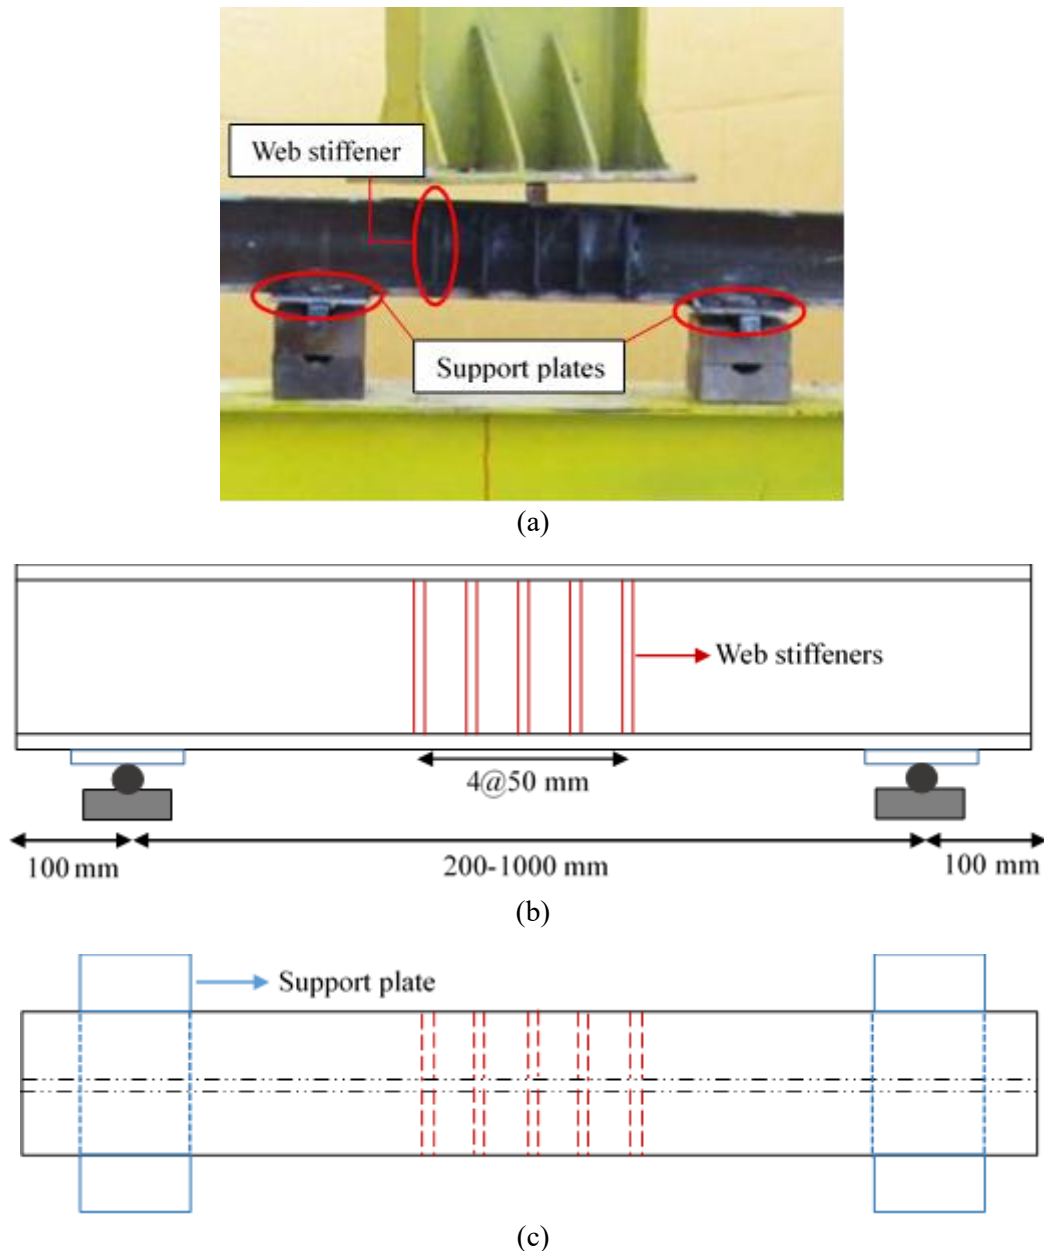 Web stiffener
Support plates
(a)
Web stiffeners
4@50 mm
100 mm
200-1000 mm
100 mm
(b)
Support plate
(c)